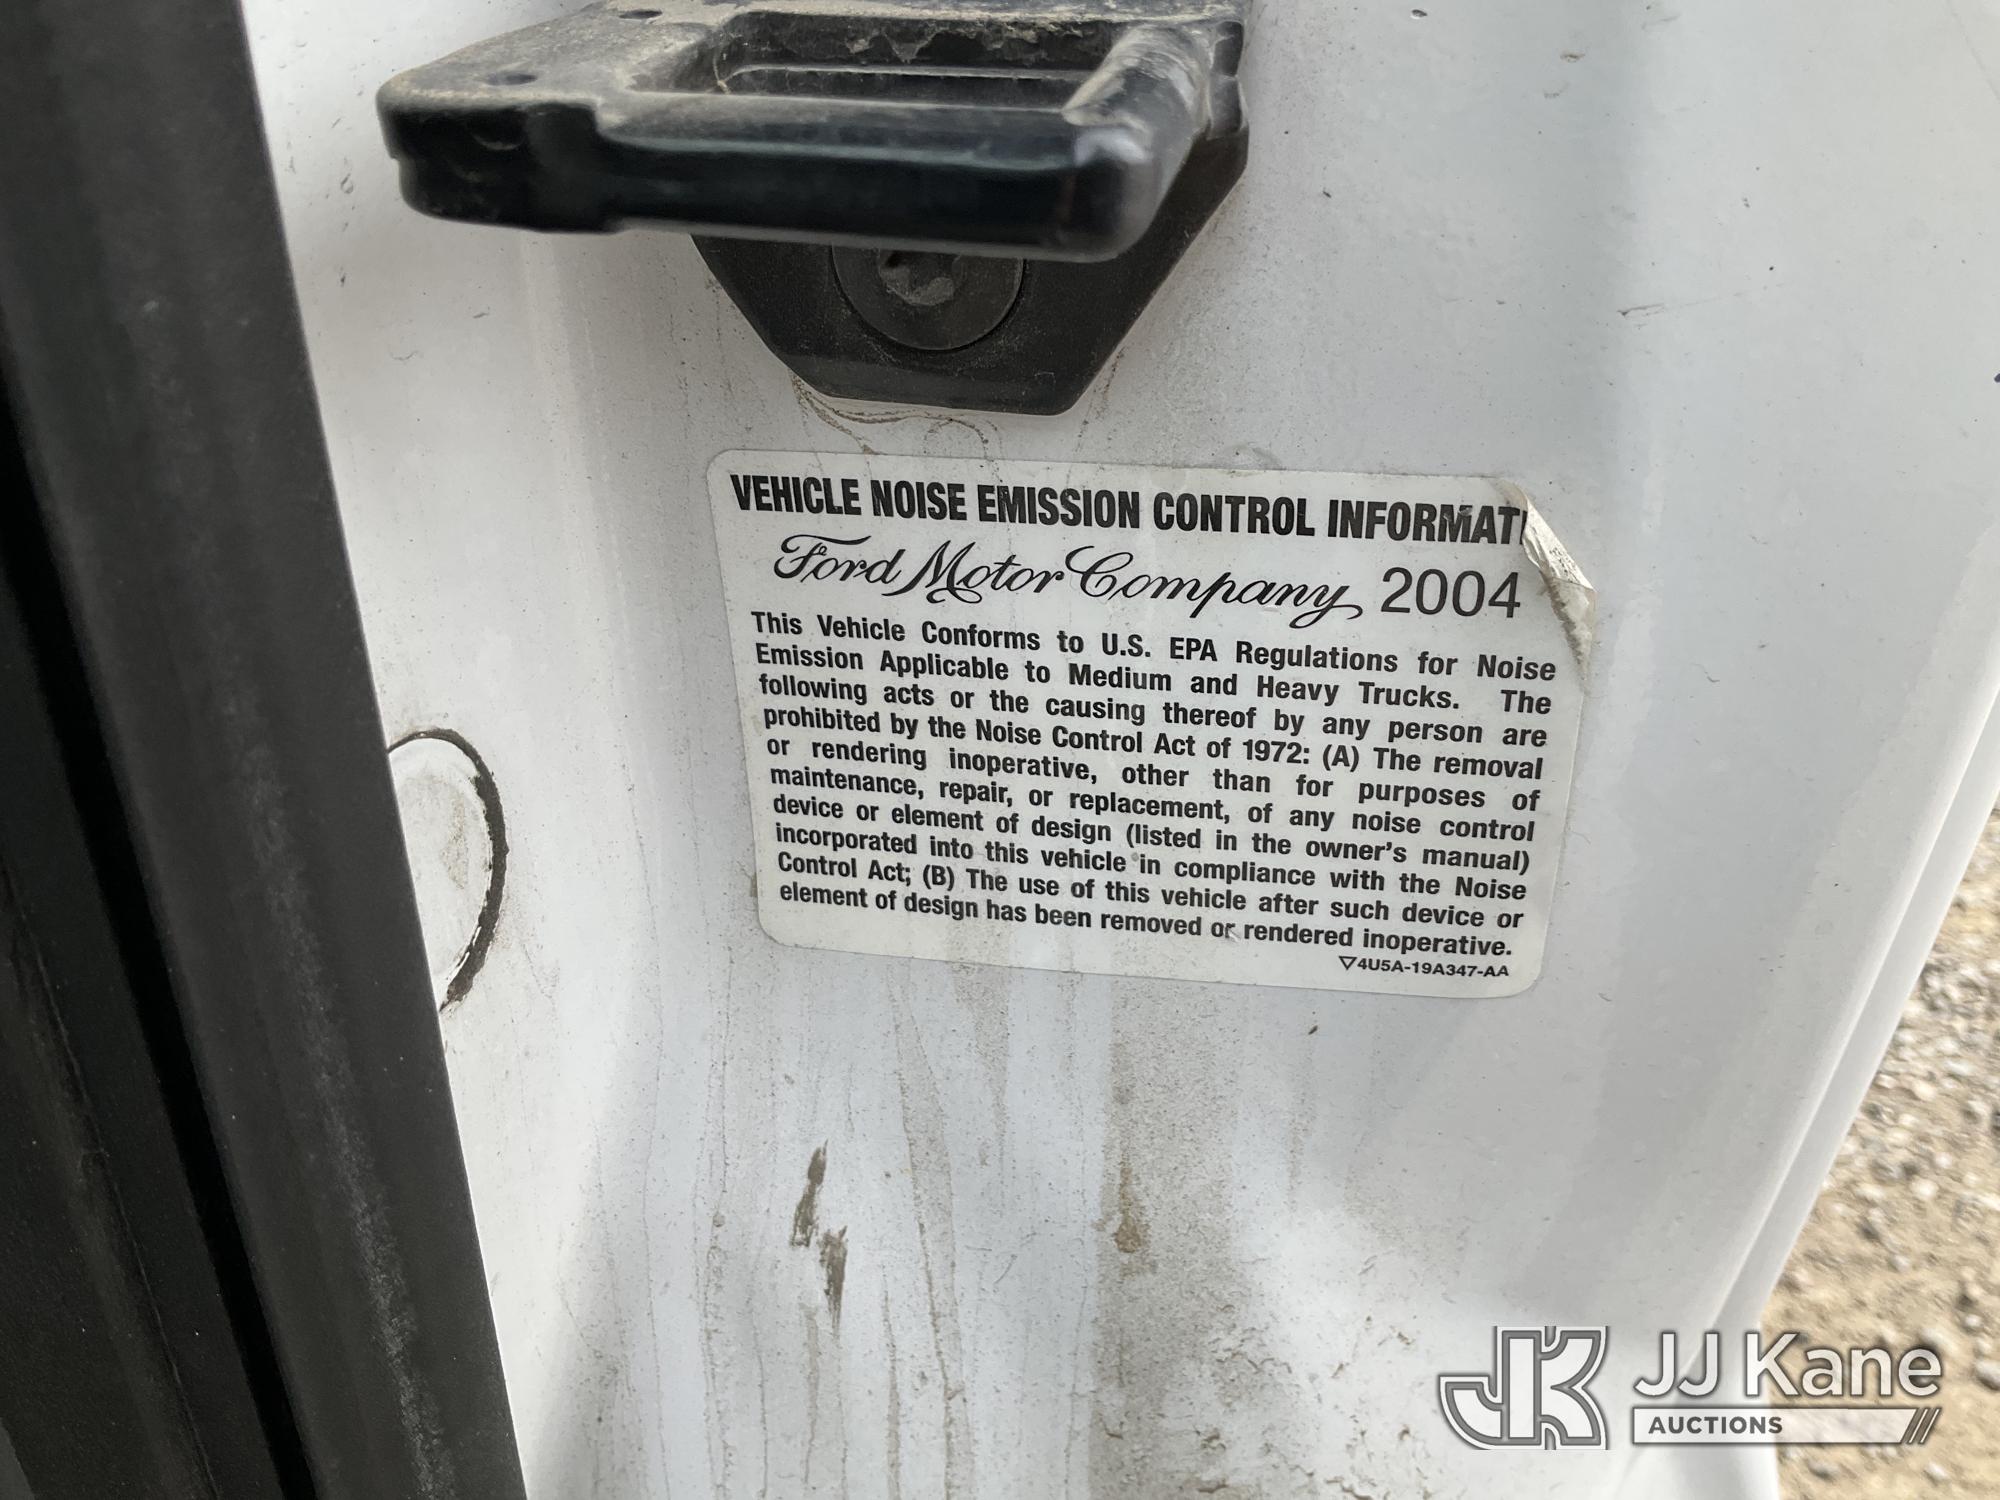 VEHICLE NOISE EMISSION CONTROL INFORMATI
Ford Motor Company 2004
This Vehicle Conforms to U.S. EPA Regulations for Noise
Emission Applicable to Medium and Heavy Trucks. The
following acts or the causing thereof by any person are
prohibited by the Noise Control Act of 1972: (A) The removal
or rendering inoperative, other than for purposes of
maintenance, repair, or replacement, of any noise control
device or element of design (listed in the owner's manual)
incorporated into this vehicle in compliance with the Noise
Control Act; (B) The use of this vehicle after such device or
element of design has been removed or rendered inoperative.
▽4U5A-19A347-AA
JK JJ Kane
AUCTIONS